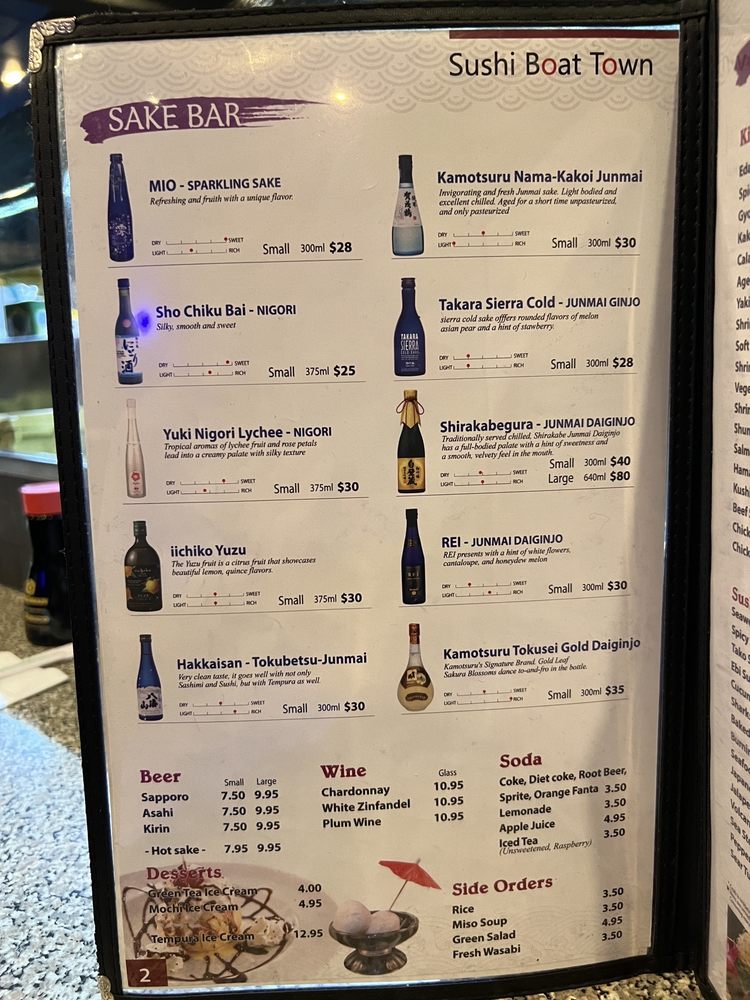 Sushi Boat Town
SAKE BAR
MIO - SPARKLING SAKE
Refreshing and fruith with a unique flavor.
DRY SWEET
LIGHT RICH
Small 300ml $28
Sho Chiku Bai - NIGORI
Silky, smooth and sweet
DRY SWEET
LIGHT RICH
Small 375ml $25
Yuki Nigori Lychee - NIGORI
Tropical aromas of lychee fruit and rose petals
lead into a creamy palate with silky texture
DRY SWEET
LIGHT RICH
Small 375ml $30
iichiko Yuzu
The Yuzu fruit is a citrus fruit that showcases
beautiful lemon, quince flavors.
DRY SWEET
LIGHT RICH
Small 375ml $30
Hakkaisan - Tokubetsu-Junmai
Very clean taste, it goes well with not only
Sashimi and Sushi, but with Tempura as well.
DRY SWEET
LIGHT RICH
Small 300ml $30
Kamotsuru Nama-Kakoi Junmai
Invigorating and fresh Junmai sake. Light bodied and
excellent chilled. Aged for a short time unpasteurized,
and only pasteurized
DRY SWEET
LIGHT RICH
Small 300ml $30
TAKARA
SIERRA
COLD
Takara Sierra Cold - JUNMAI GINJO
sierra cold sake offfers rounded flavors of melon
asian pear and a hint of stawberry.
DRY SWEET
LIGHT RICH
Small 300ml $28
Shirakabegura - JUNMAI DAIGINJO
Traditionally served chilled, Shirakabe Junmai Daiginjo
has a full-bodied palate with a hint of sweetness and
a smooth, velvety feel in the mouth.
DRY SWEET
LIGHT RICH
Small 300ml $40
Large 640ml $80
REI - JUNMAI DAIGINJO
REI presents with a hint of white flowers,
cantaloupe, and honeydew melon
DRY SWEET
LIGHT RICH
Small 300ml $30
Kamotsuru Tokusei Gold Daiginjo
Kamotsuru's Signature Brand. Gold Leaf
Sakura Blossoms dance to-and-fro in the bottle.
DRY SWEET
LIGHT RICH
Small 300ml $35
Beer
Small Large
Sapporo 7.50 9.95
Asahi 7.50 9.95
Kirin 7.50 9.95
- Hot sake - 7.95 9.95
Wine
Glass
Chardonnay 10.95
White Zinfandel 10.95
Plum Wine 10.95
Soda
Coke, Diet coke, Root Beer,
Sprite, Orange Fanta 3.50
Lemonade 3.50
Apple Juice 4.95
Iced Tea 3.50
(Unsweetened, Raspberry)
Desserts
Green Tea Ice Cream 4.00
Mochi Ice Cream 4.95
Tempura Ice Cream 12.95
Side Orders
Rice 3.50
Miso Soup 3.50
Green Salad 4.95
Fresh Wasabi 3.50
2